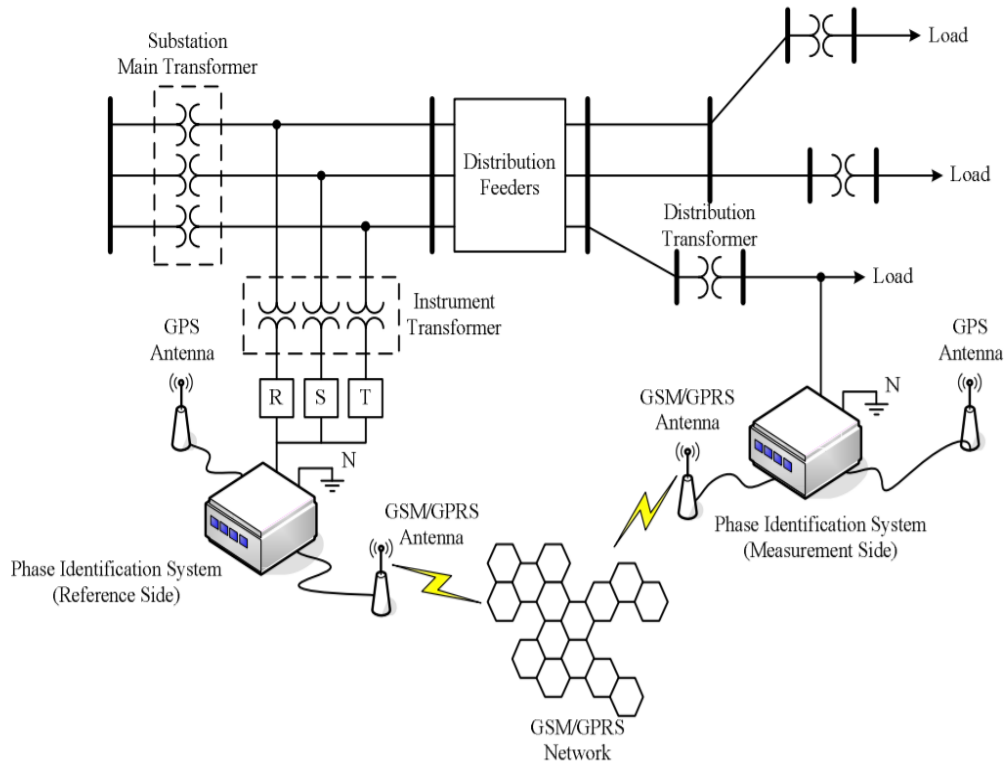 Substation
Main Transformer
Load
Distribution
Feeders
Load
Distribution
Transformer
Load
Instrument
Transformer
GPS
Antenna
GPS
Antenna
R
S
T
GSM/GPRS
Antenna
N
N
GSM/GPRS
Antenna
Phase Identification System
(Measurement Side)
Phase Identification System
(Reference Side)
GSM/GPRS
Network